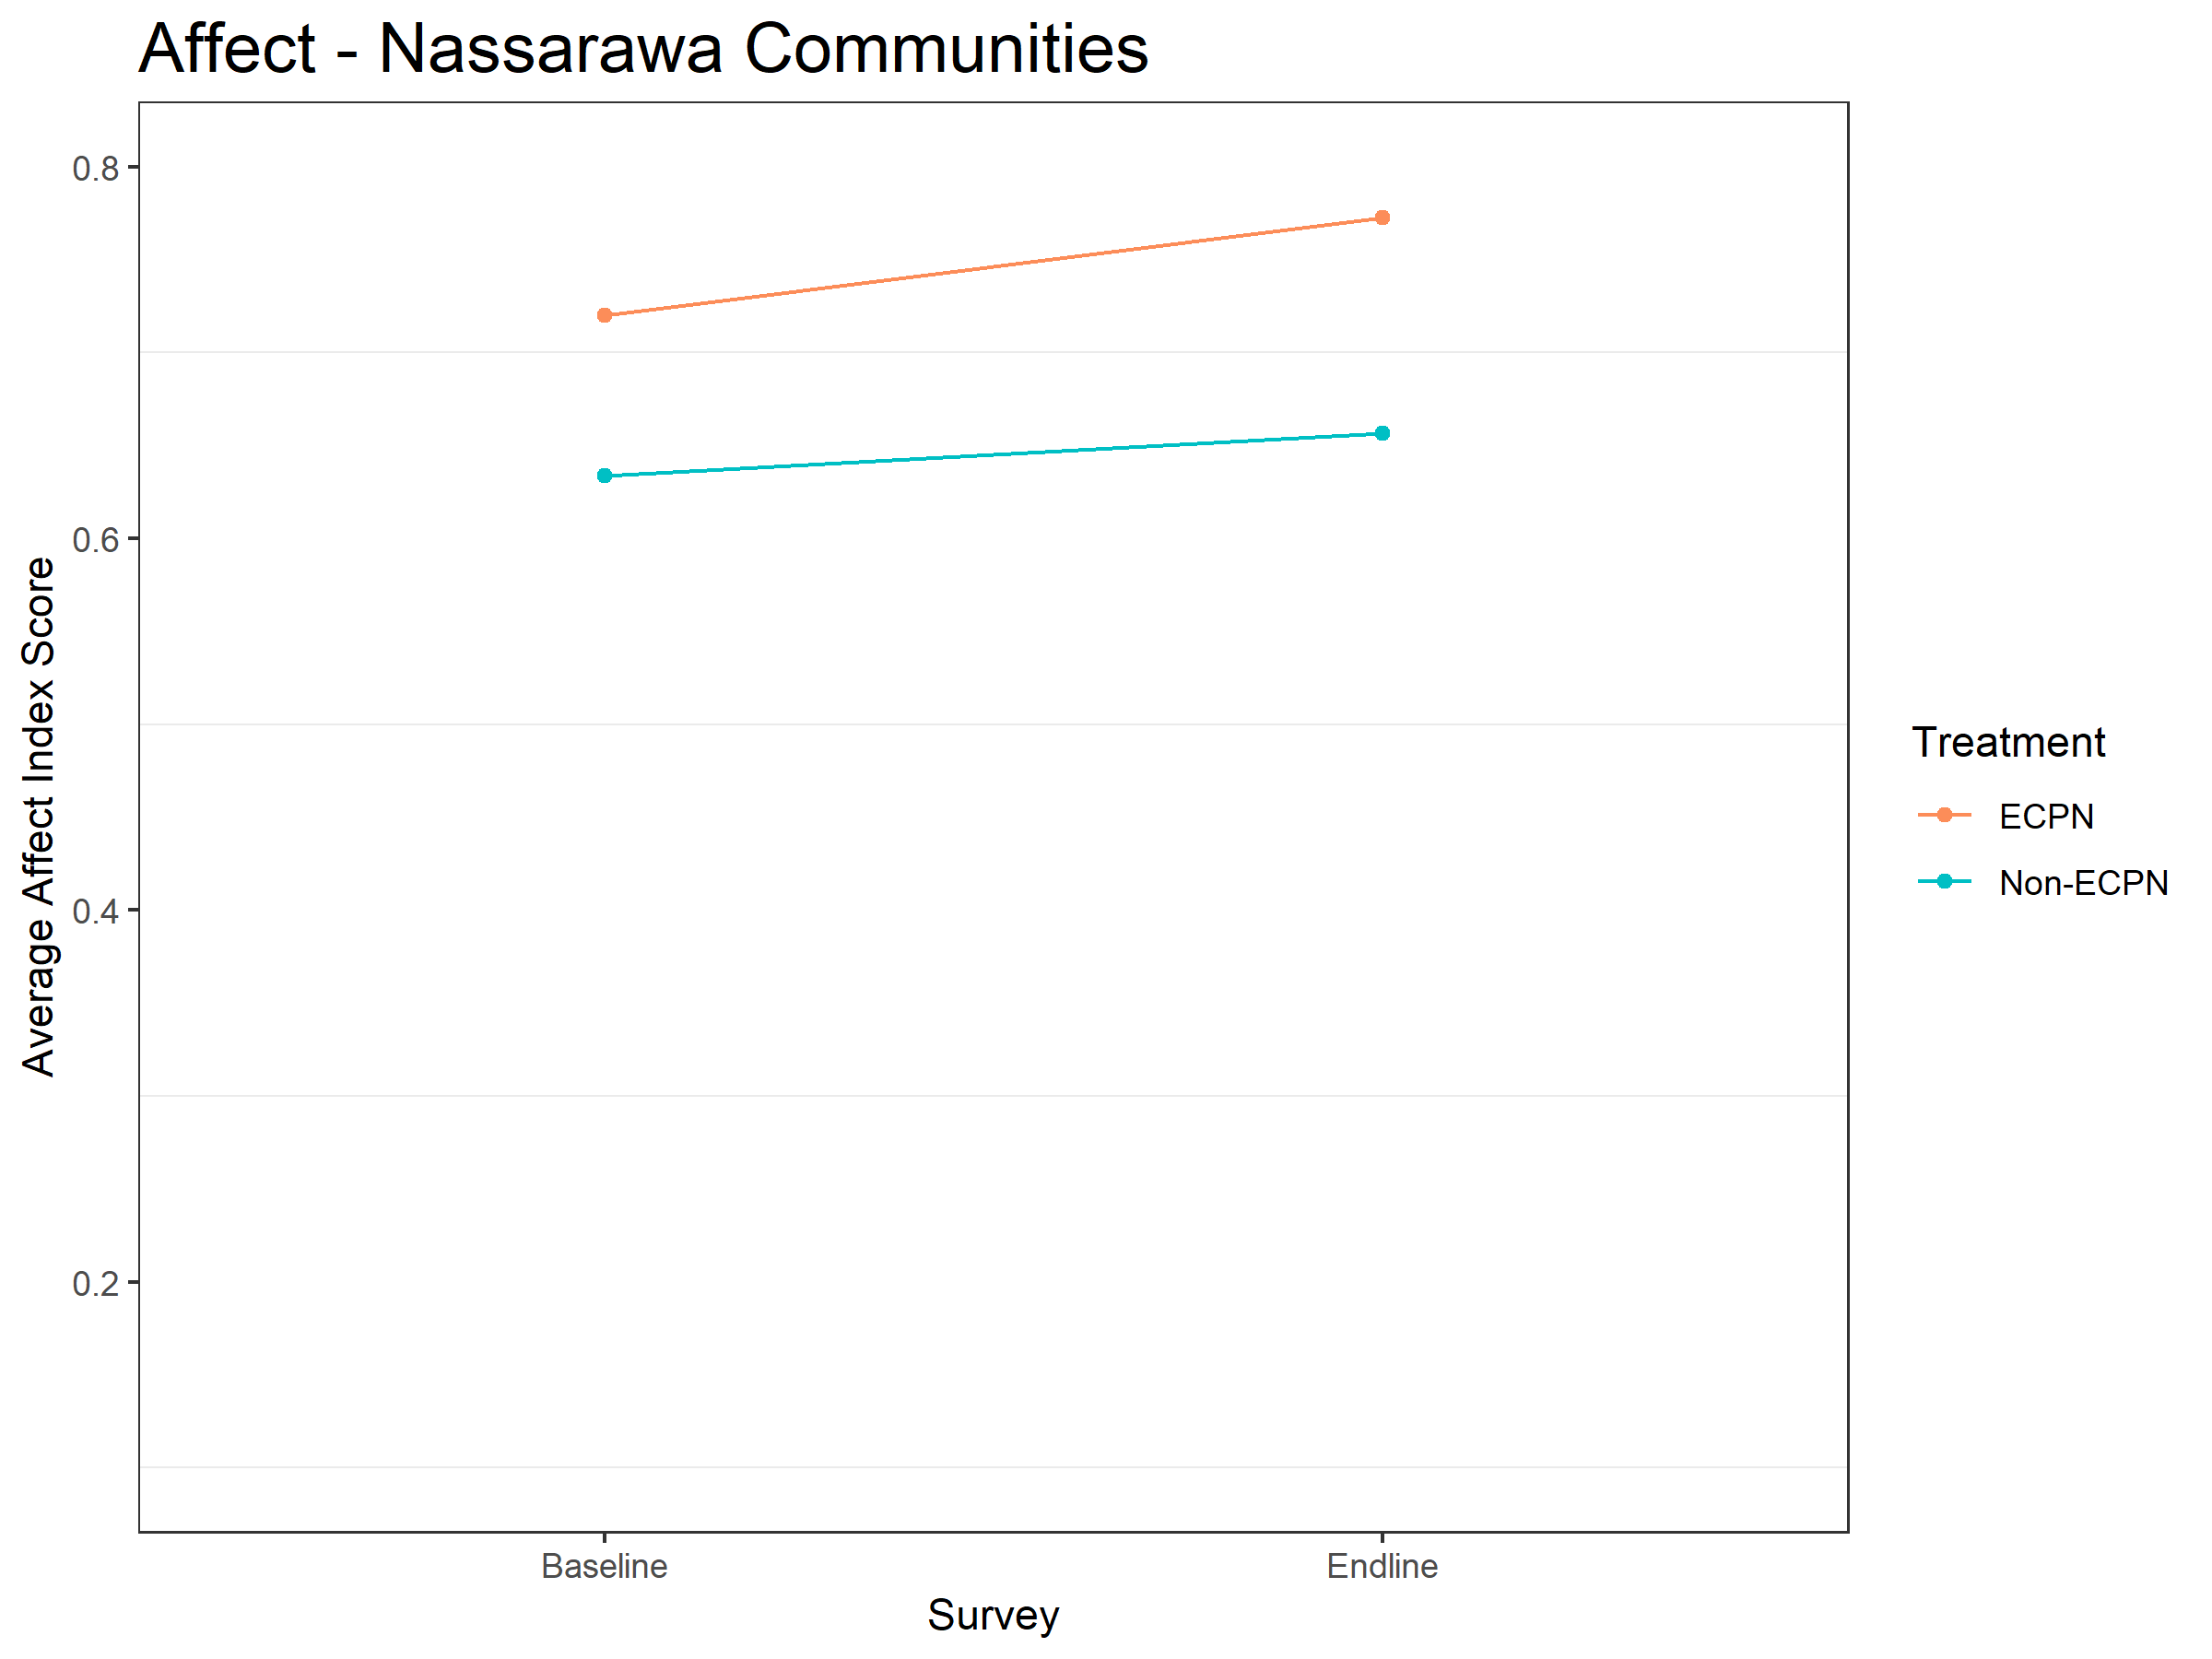 Affect - Nassarawa Communities
Average Affect Index Score
0.8
0.6
0.4
0.2
Baseline
Endline
Survey
Treatment
ECPN
Non-ECPN